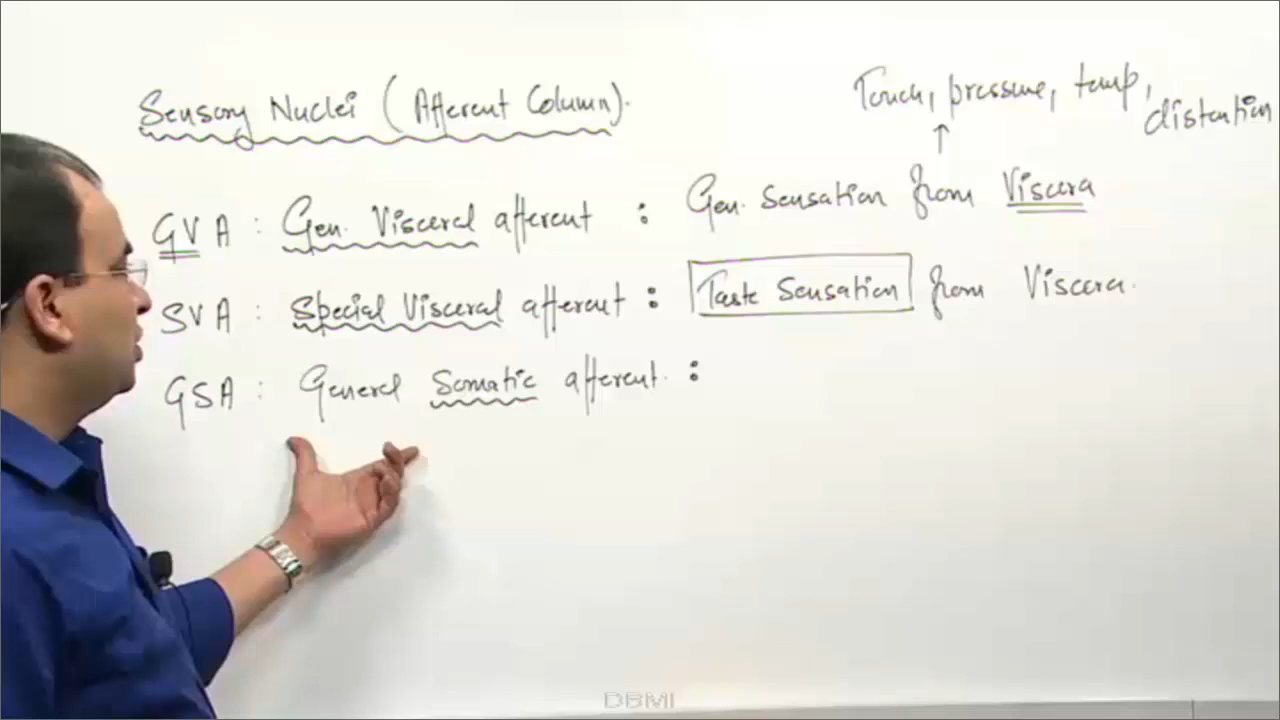 Sensory Nuclei (Afferent Column).
Touch, pressure, temp,
distention
GVA : Gen. Visceral afferent : Gen. Sensation from Viscera
SVA : Special Visceral afferent : Taste Sensation from Viscera.
GSA : General Somatic afferent. :
DBMI